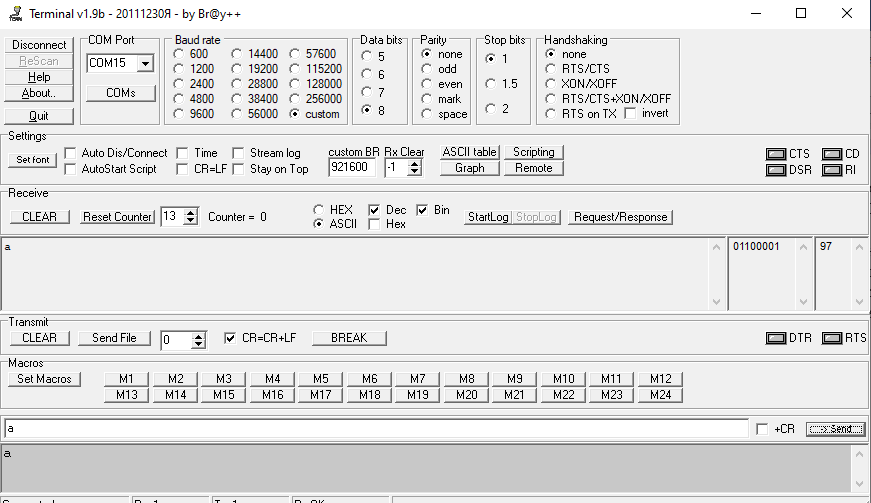 Terminal v1.9b - 20111230Я - by Br@y++
Disconnect
ReScan
Help
About..
Quit
COM Port
COM15
COMs
Baud rate
600 14400 57600
1200 19200 115200
2400 28800 128000
4800 38400 256000
9600 56000 custom
Data bits
5
6
7
8
Parity
none
odd
even
mark
space
Stop bits
1
1.5
2
Handshaking
none
RTS/CTS
XON/XOFF
RTS/CTS+XON/XOFF
RTS on TX invert
Settings
Set font
Auto Dis/Connect Time Stream log
AutoStart Script CR=LF Stay on Top
custom BR Rx Clear
921600 -1
ASCII table Scripting
Graph Remote
CTS CD
DSR RI
Receive
CLEAR Reset Counter 13 Counter = 0
HEX Dec Bin
ASCII Hex
StartLog StopLog Request/Response
a 01100001 97
Transmit
CLEAR Send File 0 CR=CR+LF BREAK DTR RTS
Macros
Set Macros M1 M2 M3 M4 M5 M6 M7 M8 M9 M10 M11 M12
M13 M14 M15 M16 M17 M18 M19 M20 M21 M22 M23 M24
a +CR -> Send
a